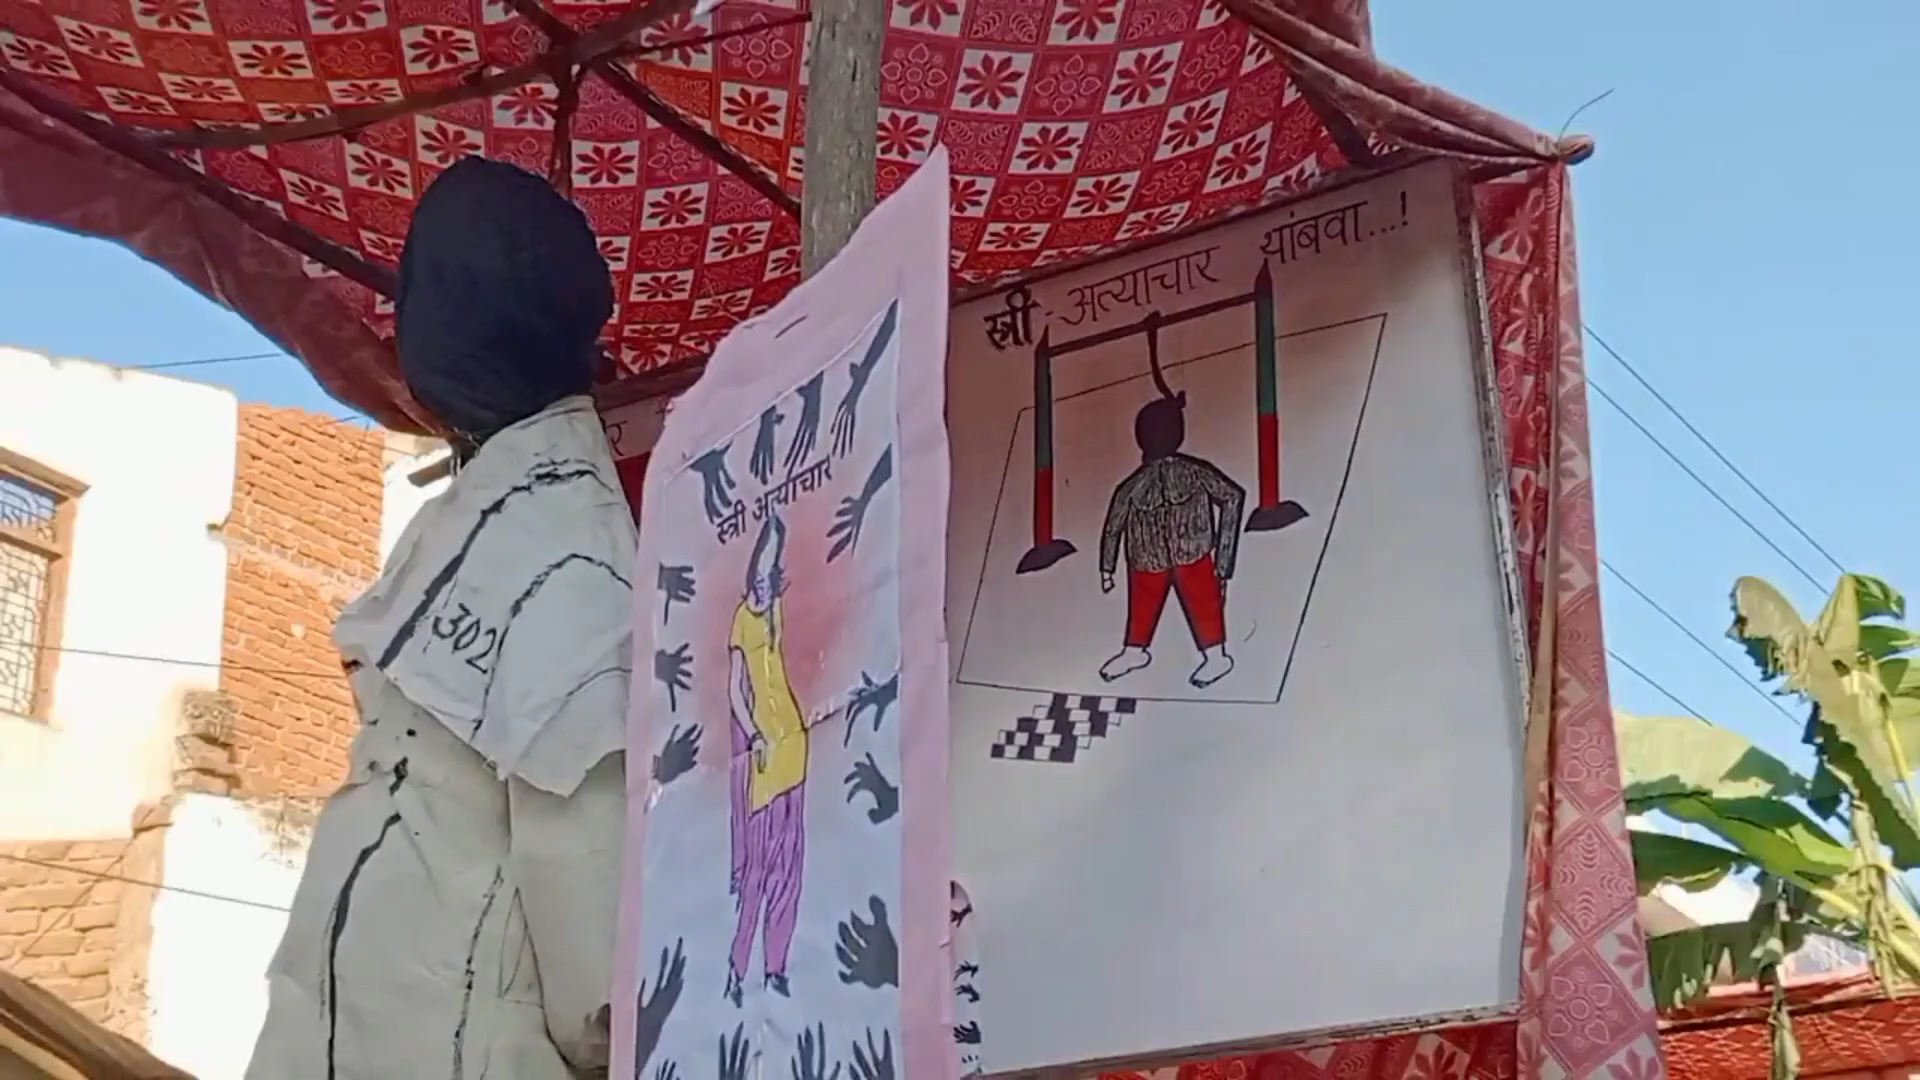 स्त्री अत्याचार थांबवा...!
स्त्री अत्याचार
302